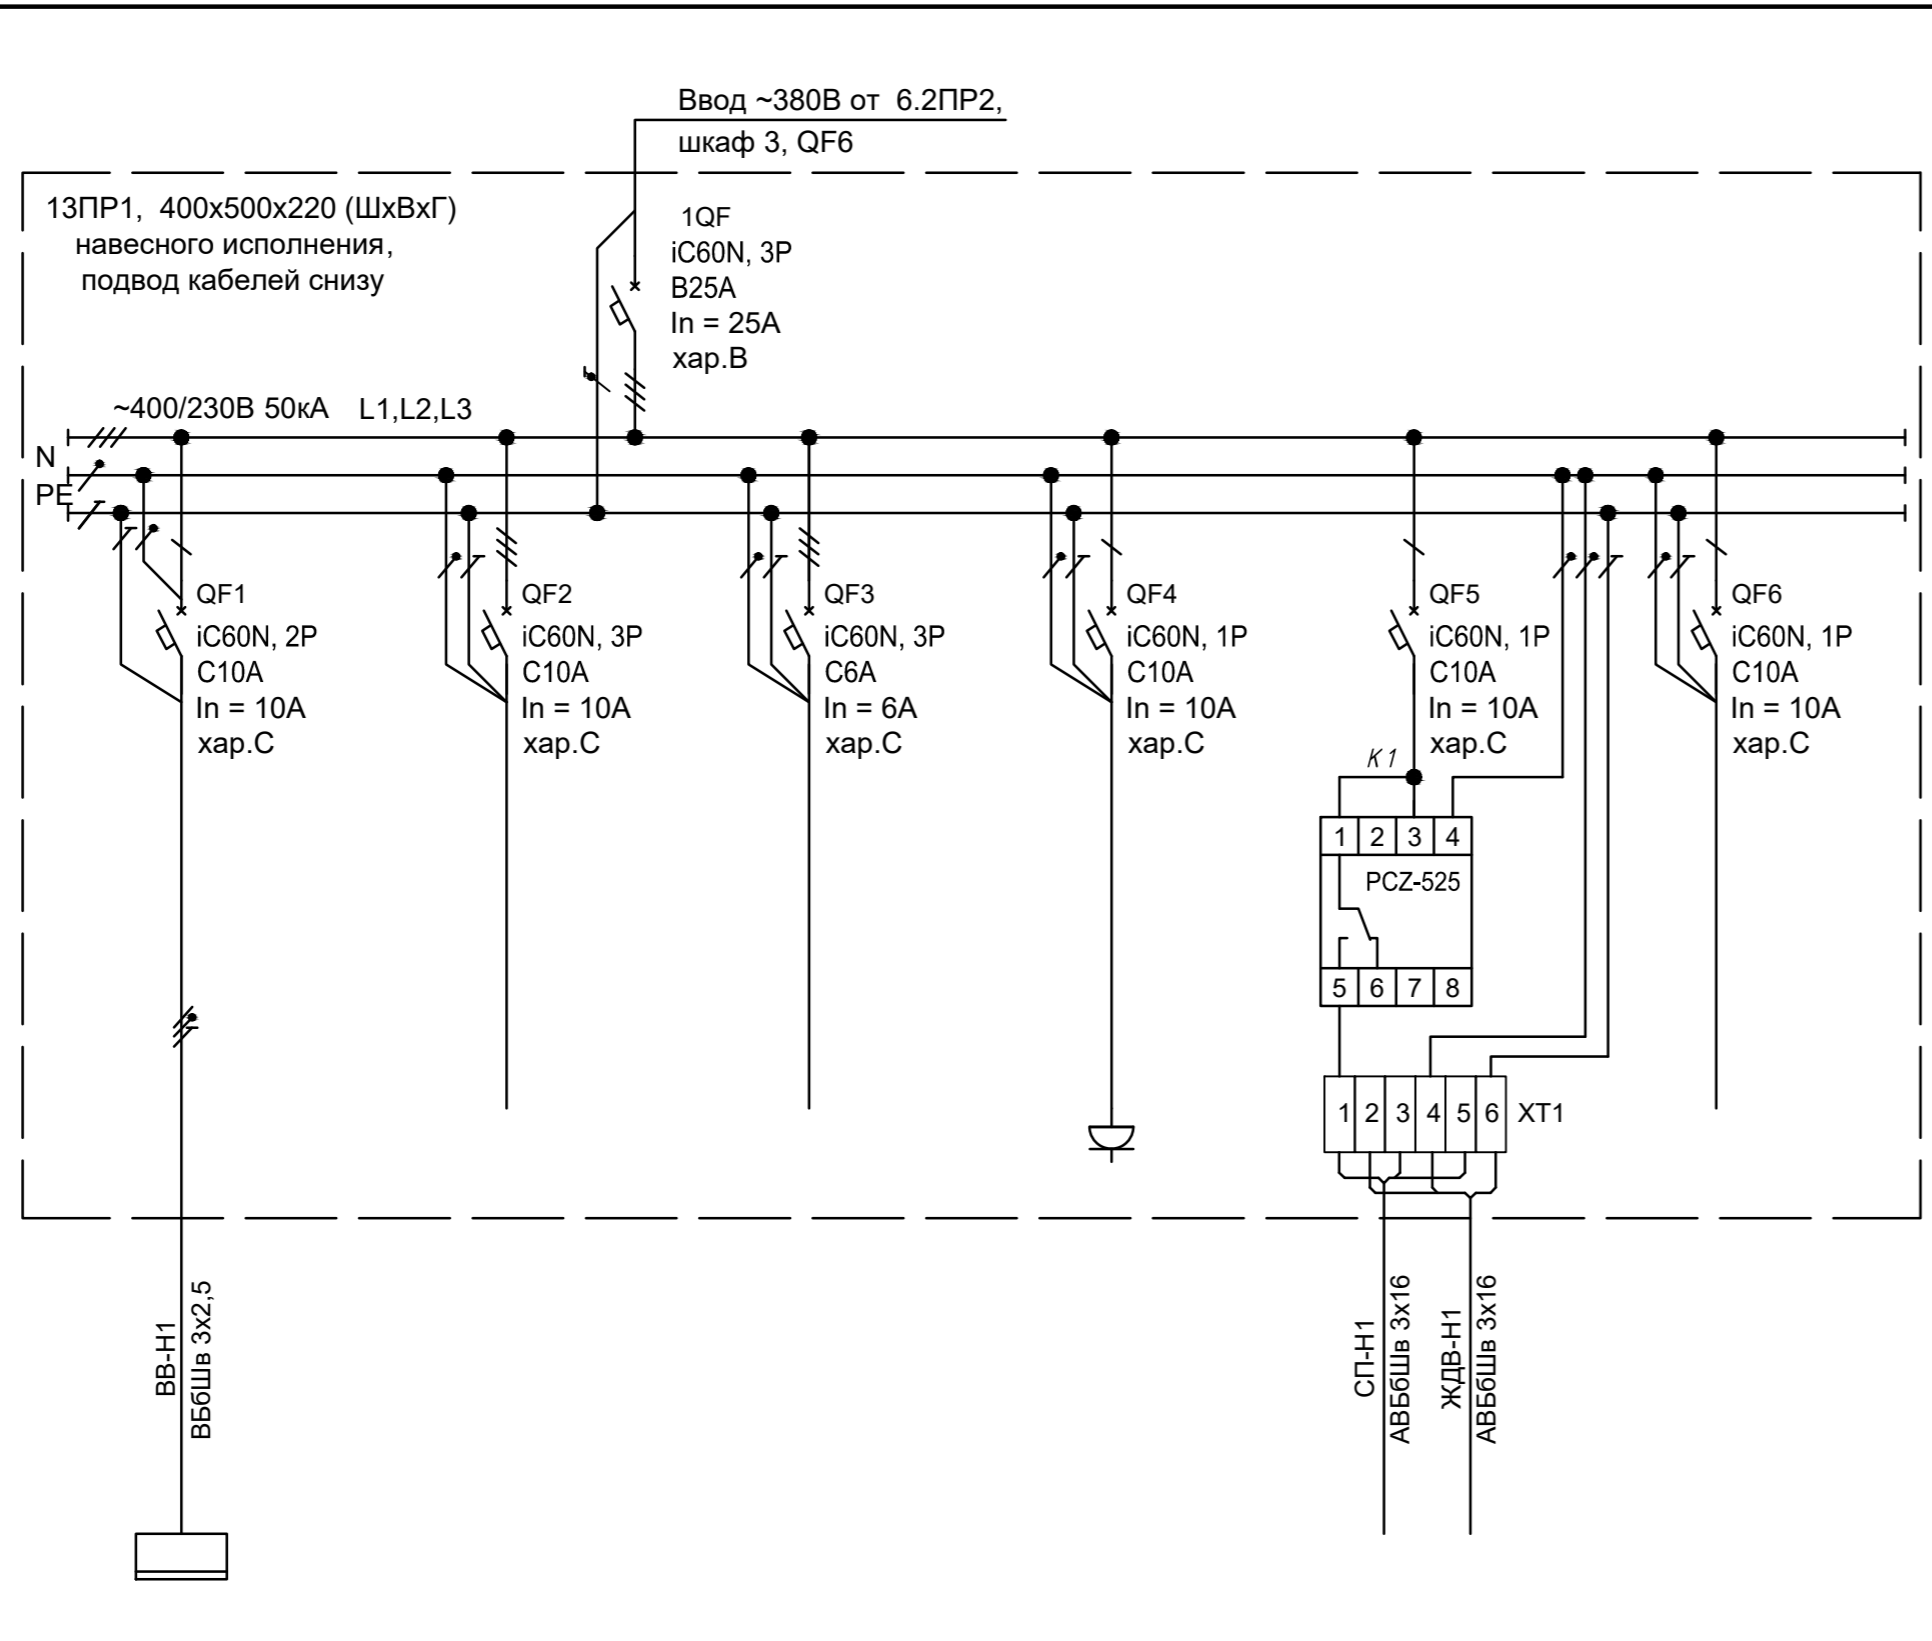 Ввод ~380В от 6.2ПР2,
шкаф 3, QF6
13ПР1, 400х500х220 (ШхВхГ)
навесного исполнения,
подвод кабелей снизу
1QF
iC60N, 3P
B25A
In = 25A
хар.В
~400/230В 50кА L1,L2,L3
N
PE
QF1
iC60N, 2P
C10A
In = 10A
хар.С
QF2
iC60N, 3P
C10A
In = 10A
хар.С
QF3
iC60N, 3P
C6A
In = 6A
хар.С
QF4
iC60N, 1P
C10A
In = 10A
хар.С
QF5
iC60N, 1P
C10A
In = 10A
хар.С
QF6
iC60N, 1P
C10A
In = 10A
хар.С
K1
1 2 3 4
PCZ-525
5 6 7 8
1 2 3 4 5 6 XT1
ВВ-Н1
ВБбШв 3х2,5
СП-Н1
АВБбШв 3х16
ЖДВ-Н1
АВБбШв 3х16